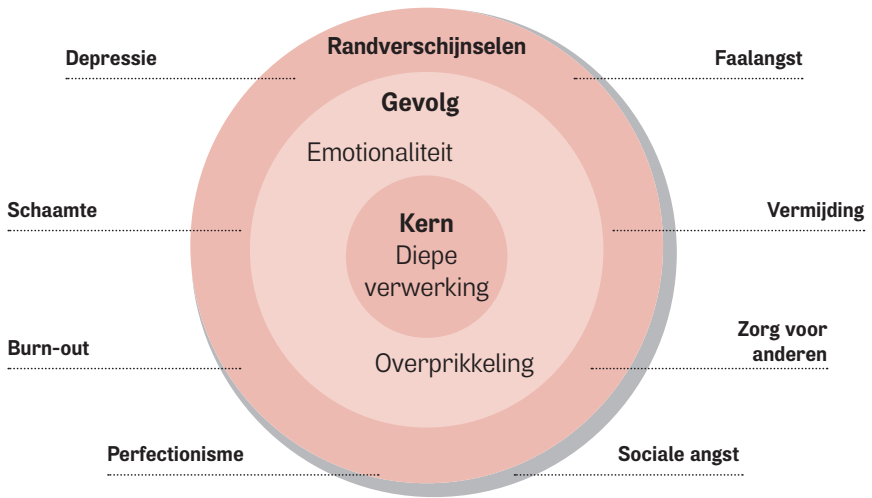 Randverschijnselen
Depressie
Faalangst
Gevolg
Emotionaliteit
Schaamte
Vermijding
Kern
Diepe
verwerking
Zorg voor
anderen
Burn-out
Overprikkeling
Perfectionisme
Sociale angst